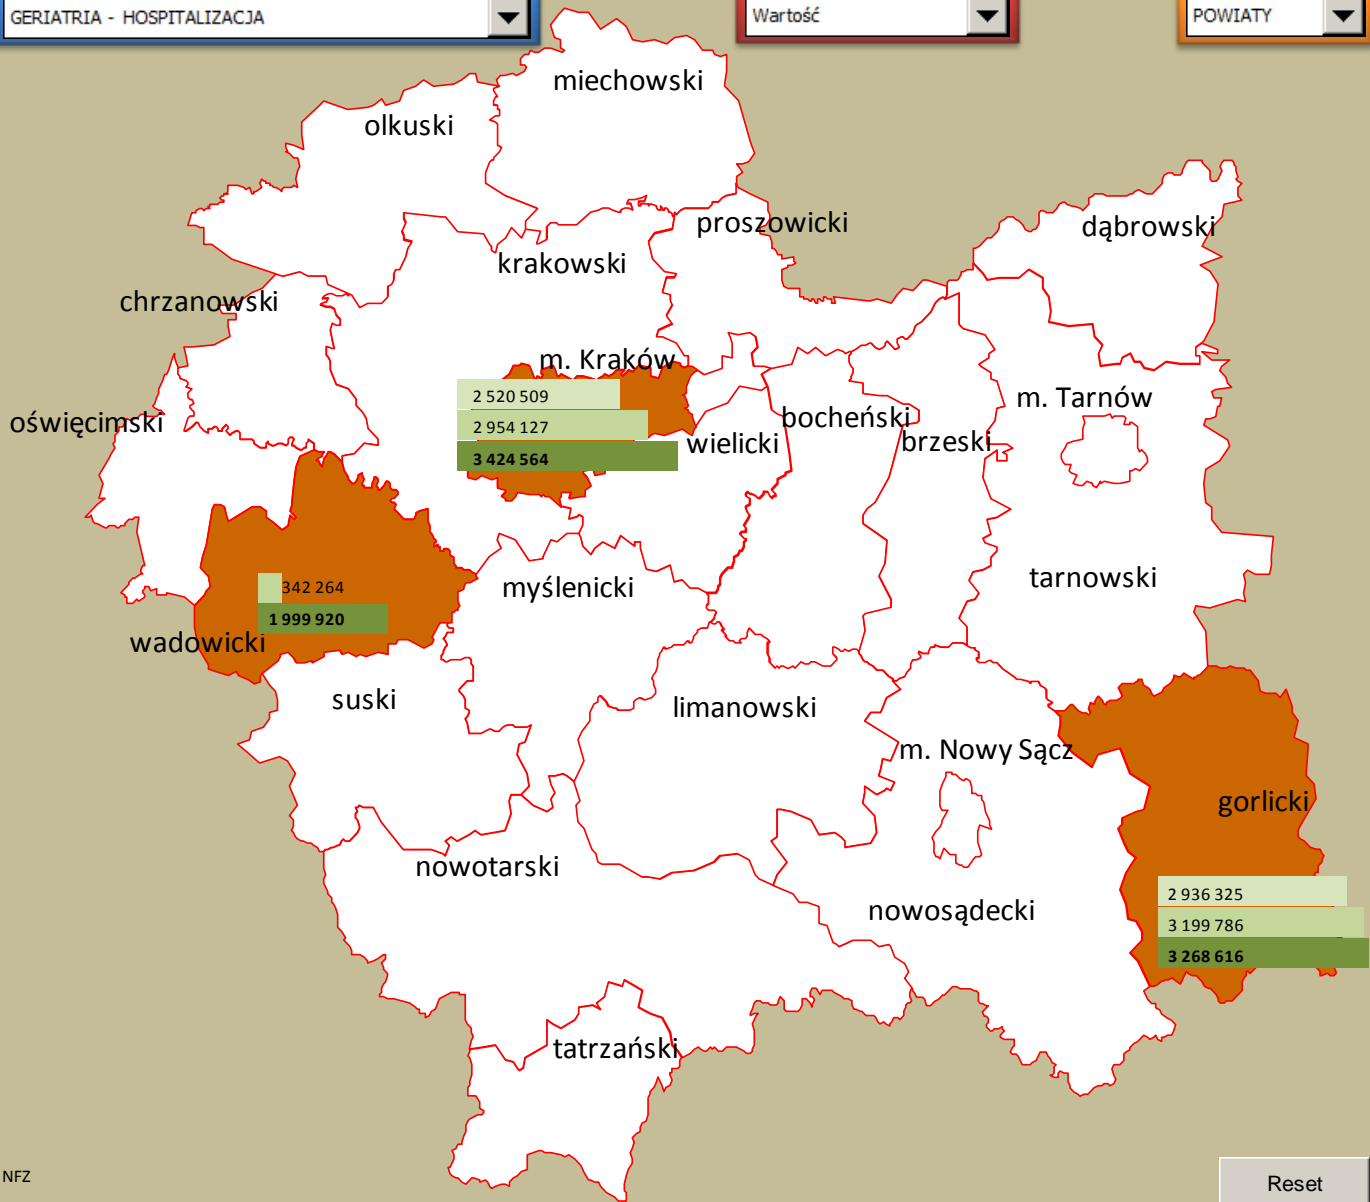 GERIATRIA - HOSPITALIZACJA
Wartość
POWIATY
miechowski
olkuski
proszowicki
dąbrowski
krakowski
chrzanowski
m. Kraków
2 520 509
2 954 127
3 424 564
m. Tarnów
bocheński
oświęcimski
wielicki
brzeski
342 264
1 999 920
myślenicki
tarnowski
wadowicki
suski
limanowski
m. Nowy Sącz
gorlicki
nowotarski
nowosądecki
2 936 325
3 199 786
3 268 616
tatrzański
NFZ
Reset